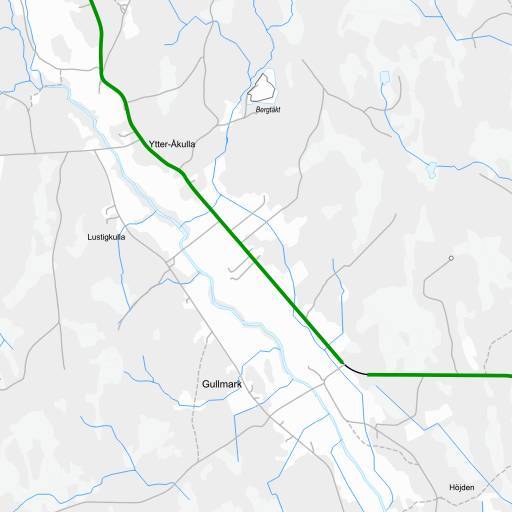 Bergtäkt
Ytter-Åkulla
Lustigkulla
Gullmark
Höjden